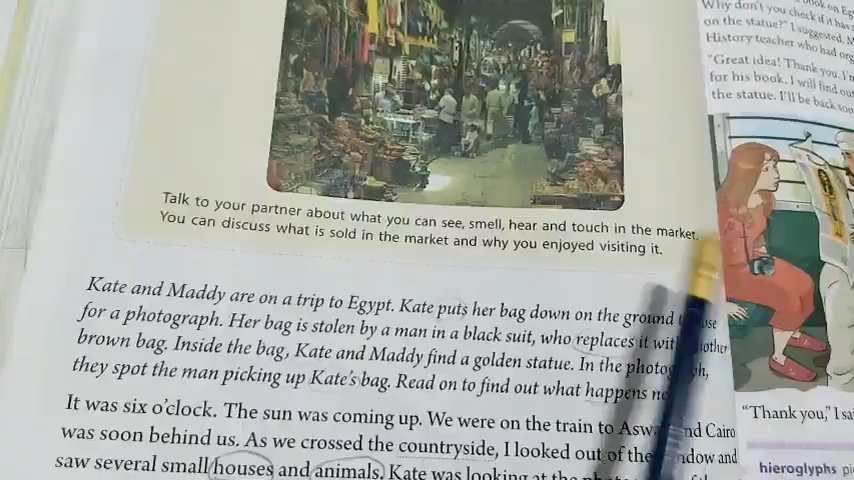 Talk to your partner about what you can see, smell, hear and touch in the market.
You can discuss what is sold in the market and why you enjoyed visiting it.
Kate and Maddy are on a trip to Egypt. Kate puts her bag down on the ground
for a photograph. Her bag is stolen by a man in a black suit, who replaces it with
brown bag. Inside the bag, Kate and Maddy find a golden statue. In the
they spot the man picking up Kate's bag. Read on to find out what happens
It was six o'clock. The sun was coming up. We were on the train to and Cairo
was soon behind us. As we crossed the countryside, I looked out of the window and
saw several small houses and animals. Kate was looking at the
book on
Why don't you check if it has
on the statue?" I suggested.
History teacher who had
"Great idea! Thank you.
for his book. I will find
the statue. I'll be back
"Thank you," I
hieroglyphs